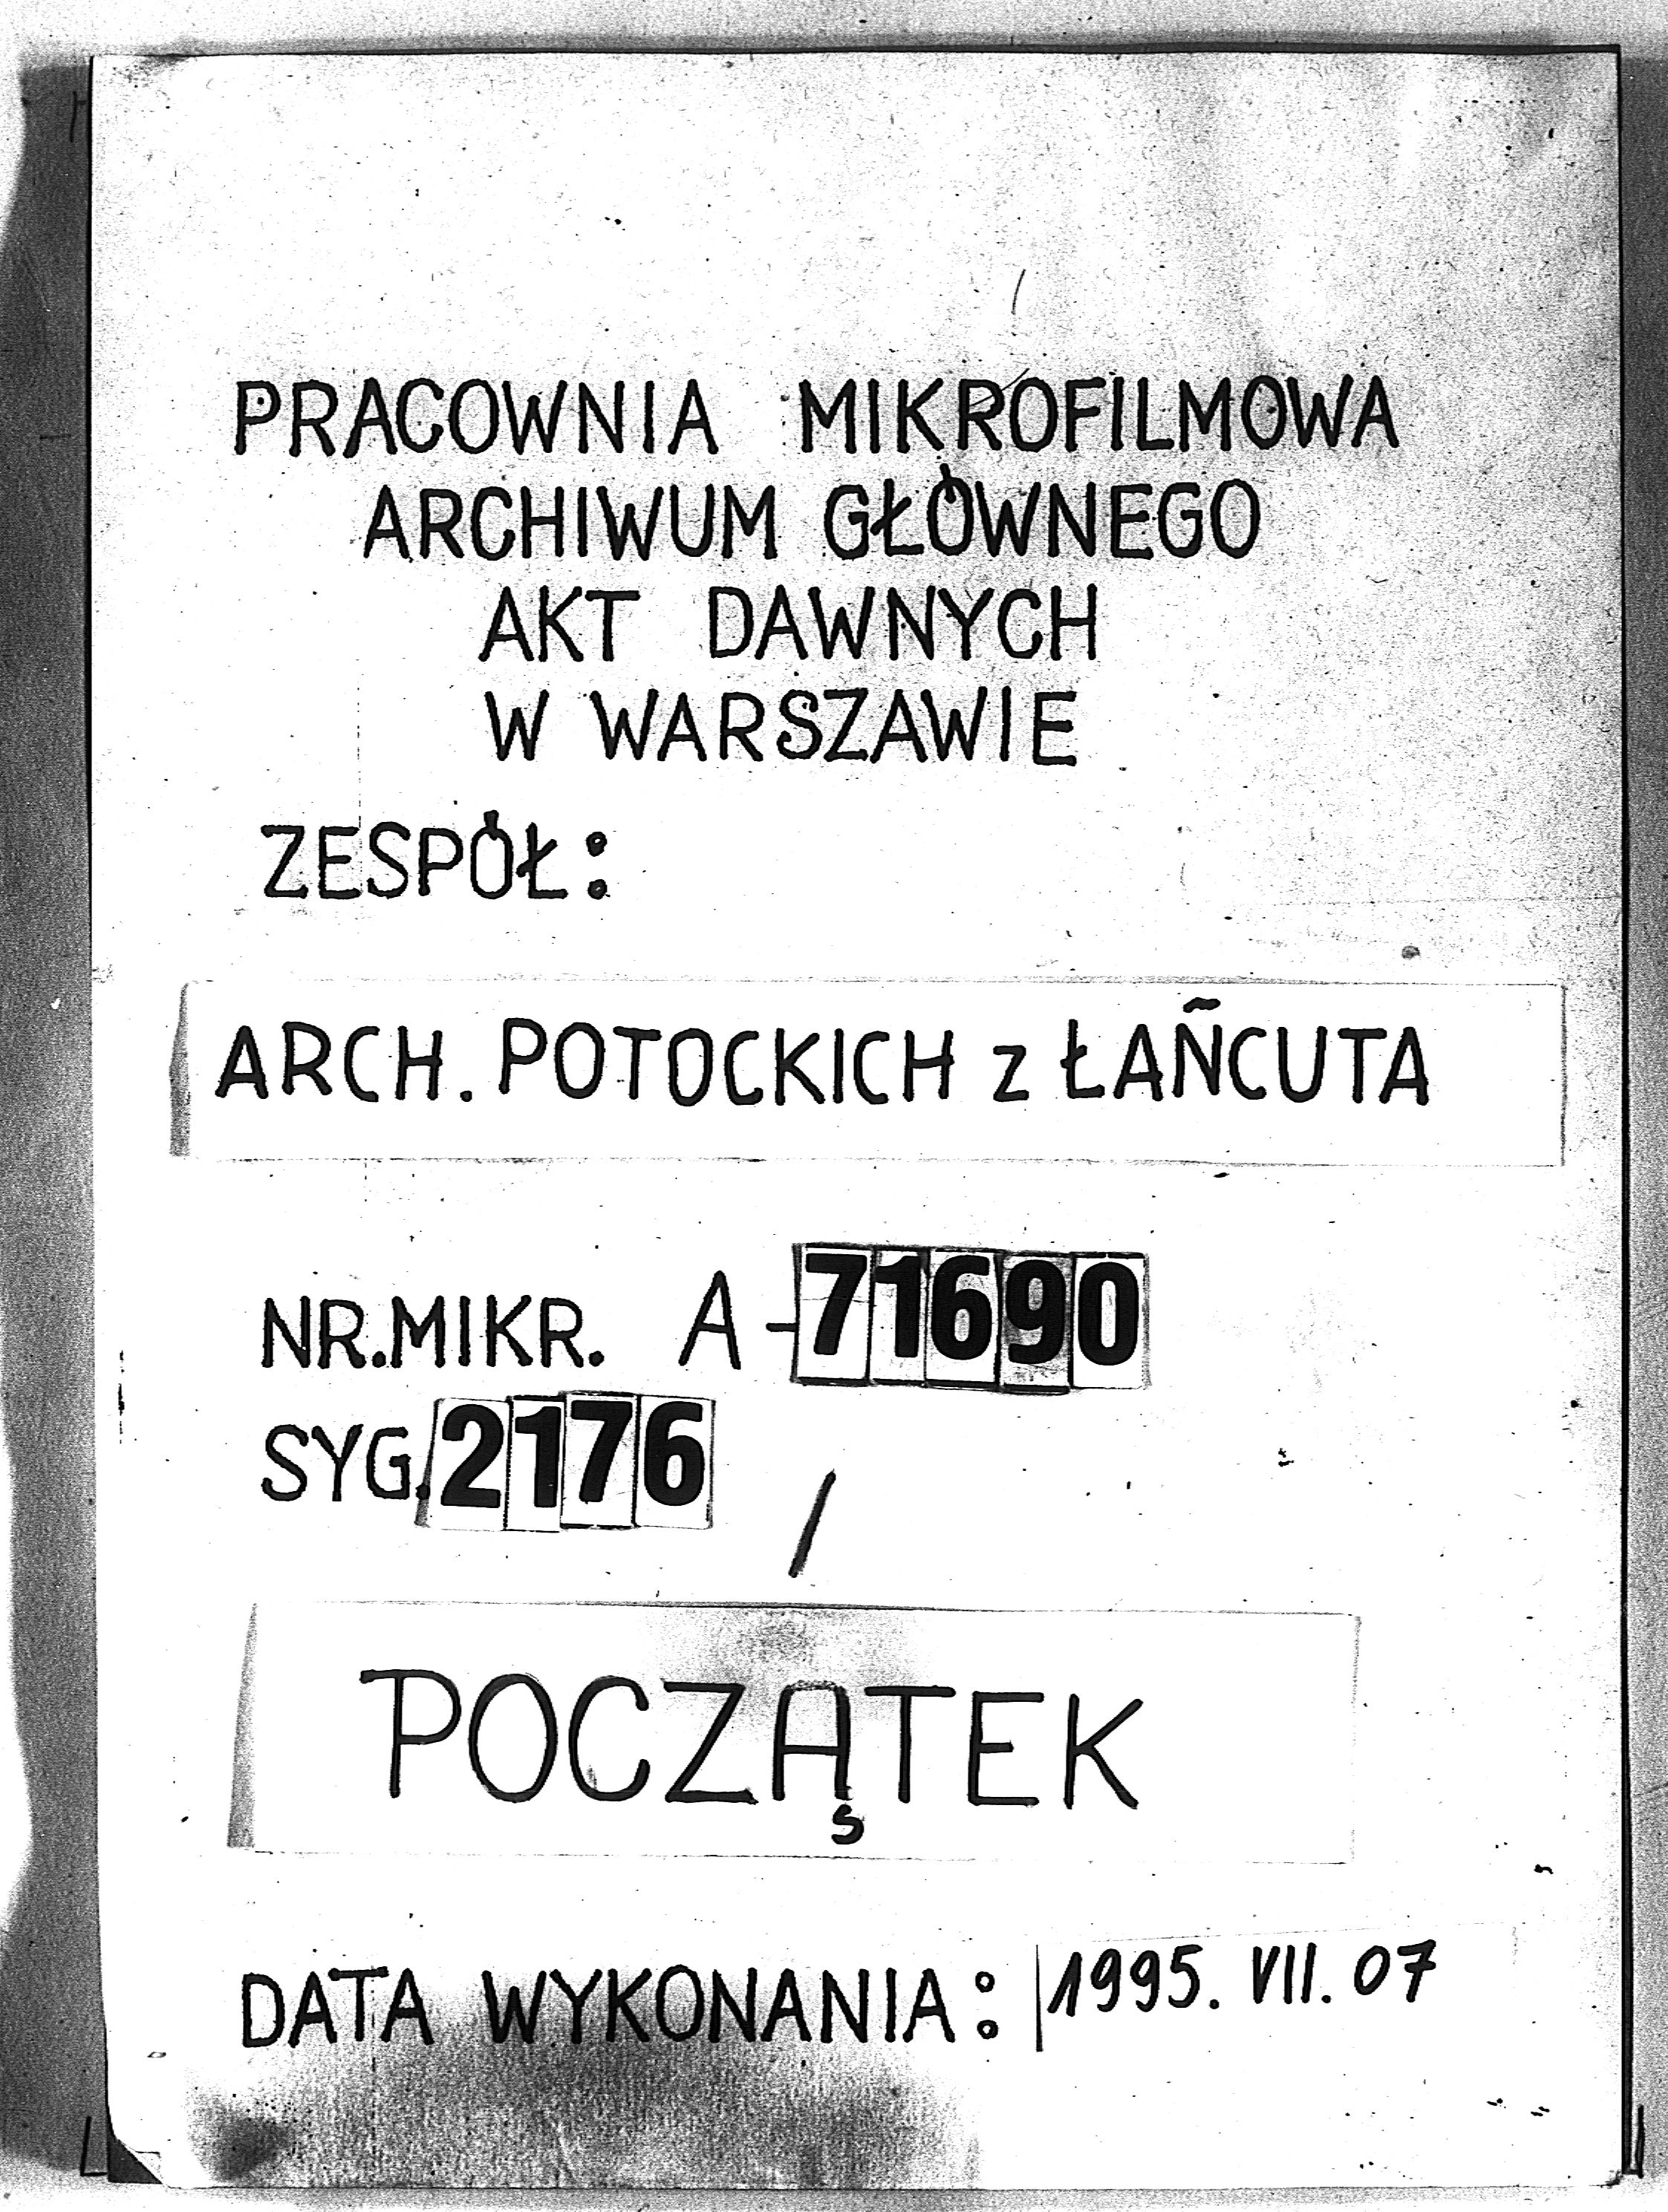 PRACOWNIA MIKROFILMOWA
ARCHIWUM GŁÓWNEGO
AKT DAWNYCH
W WARSZAWIE
ZESPÓŁ:
ARCH. POTOCKICH z ŁAŃCUTA
NR.MIKR. A-71690
SYG.2176 /
POCZĄTEK
DATA WYKONANIA: 1995. VII. 07